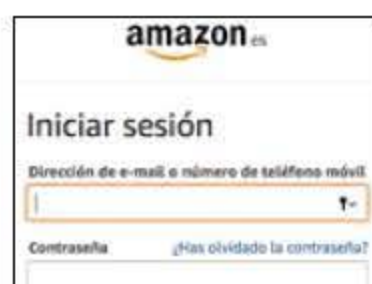 amazon.es
Iniciar sesión
Dirección de e-mail o número de teléfono móvil
Contraseña ¿Has olvidado la contraseña?